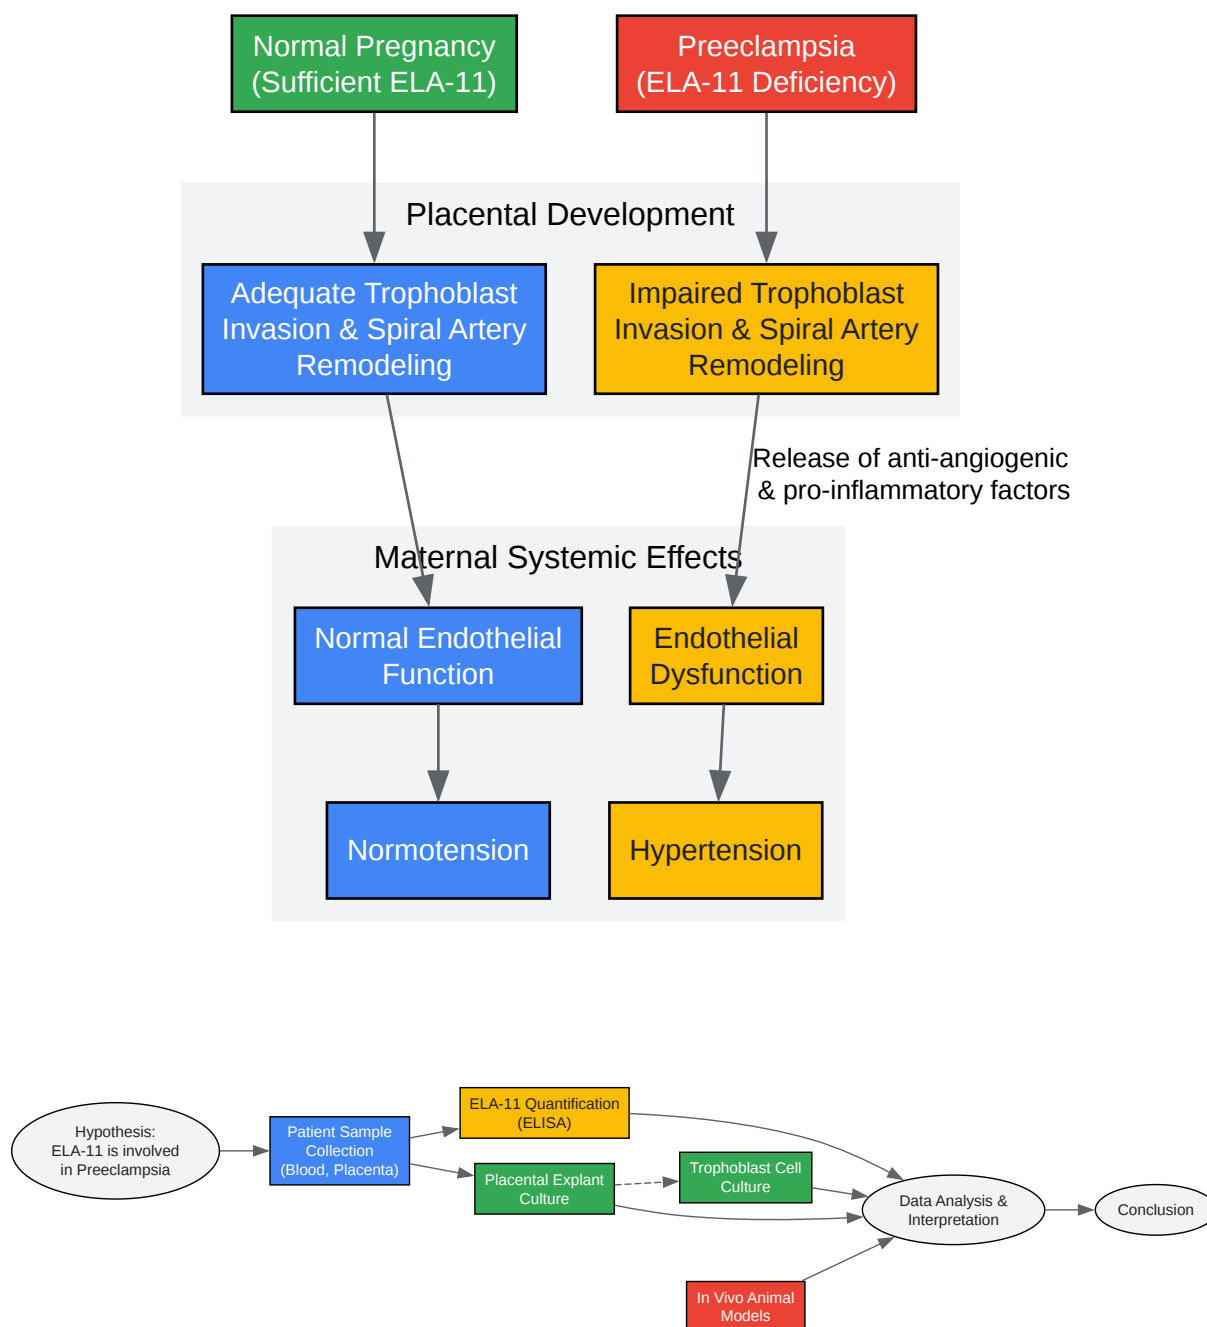 Normal Pregnancy
(Sufficient ELA-11)
Preeclampsia
(ELA-11 Deficiency)
Placental Development
Adequate Trophoblast
Invasion & Spiral Artery
Remodeling
Impaired Trophoblast
Invasion & Spiral Artery
Remodeling
Release of anti-angiogenic
& pro-inflammatory factors
Maternal Systemic Effects
Normal Endothelial
Function
Endothelial
Dysfunction
Normotension
Hypertension
Hypothesis:
ELA-11 is involved
in Preeclampsia
Patient Sample
Collection
(Blood, Placenta)
ELA-11 Quantification
(ELISA)
Placental Explant
Culture
Trophoblast Cell
Culture
In Vivo Animal
Models
Data Analysis &
Interpretation
Conclusion